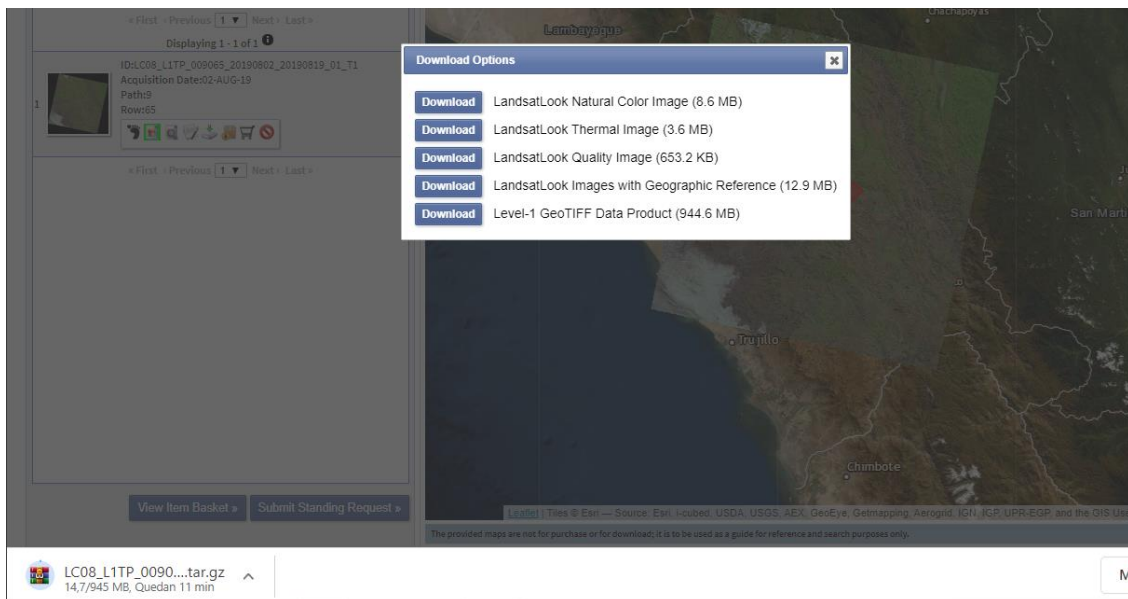 « First ‹ Previous 1 ▼ Next › Last »
Displaying 1 - 1 of 1
1
ID:LC08_L1TP_009065_20190802_20190819_01_T1
Acquisition Date:02-AUG-19
Path:9
Row:65
« First ‹ Previous 1 ▼ Next › Last »
View Item Basket »
Submit Standing Request »
Download Options
Download LandsatLook Natural Color Image (8.6 MB)
Download LandsatLook Thermal Image (3.6 MB)
Download LandsatLook Quality Image (653.2 KB)
Download LandsatLook Images with Geographic Reference (12.9 MB)
Download Level-1 GeoTIFF Data Product (944.6 MB)
Chachapoyas
Lambayeque
San Marti
Trujillo
Chimbote
Leaflet | Tiles © Esri — Source: Esri, i-cubed, USDA, USGS, AEX, GeoEye, Getmapping, Aerogrid, IGN, IGP, UPR-EGP, and the GIS Use
The provided maps are not for purchase or for download; it is to be used as a guide for reference and search purposes only.
LC08_L1TP_0090....tar.gz
14,7/945 MB, Quedan 11 min
M